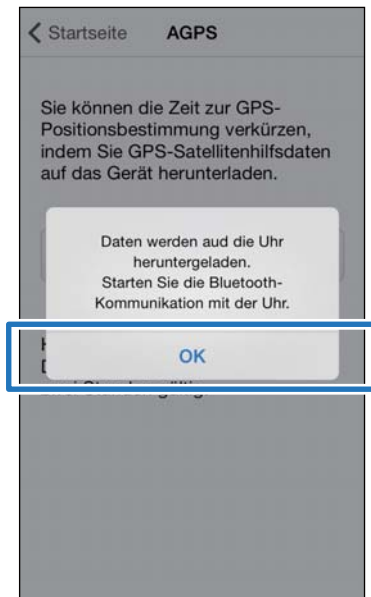 Startseite AGPS
Sie können die Zeit zur GPS-
Positionsbestimmung verkürzen,
indem Sie GPS-Satellitenhilfsdaten
auf das Gerät herunterladen.
Daten werden aud die Uhr
heruntergeladen.
Starten Sie die Bluetooth-
Kommunikation mit der Uhr.
OK